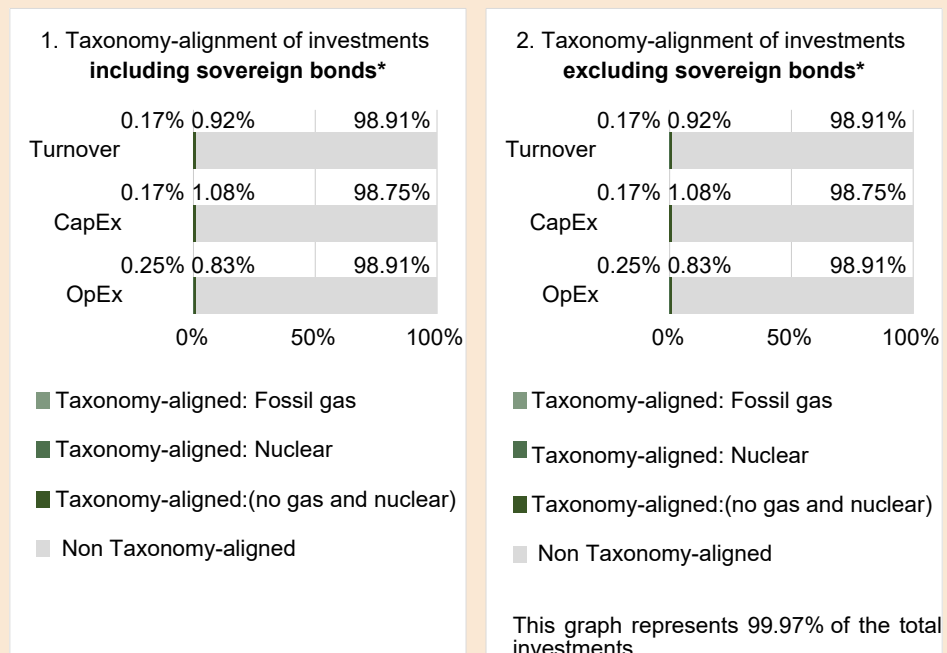 1. Taxonomy-alignment of investments
including sovereign bonds*
0.17% 0.92% 98.91%
Turnover
0.17% 1.08% 98.75%
CapEx
0.25% 0.83% 98.91%
OpEx
0% 50% 100%
Taxonomy-aligned: Fossil gas
Taxonomy-aligned: Nuclear
Taxonomy-aligned:(no gas and nuclear)
Non Taxonomy-aligned
2. Taxonomy-alignment of investments
excluding sovereign bonds*
0.17% 0.92% 98.91%
Turnover
0.17% 1.08% 98.75%
CapEx
0.25% 0.83% 98.91%
OpEx
0% 50% 100%
Taxonomy-aligned: Fossil gas
Taxonomy-aligned: Nuclear
Taxonomy-aligned:(no gas and nuclear)
Non Taxonomy-aligned
This graph represents 99.97% of the total
investments